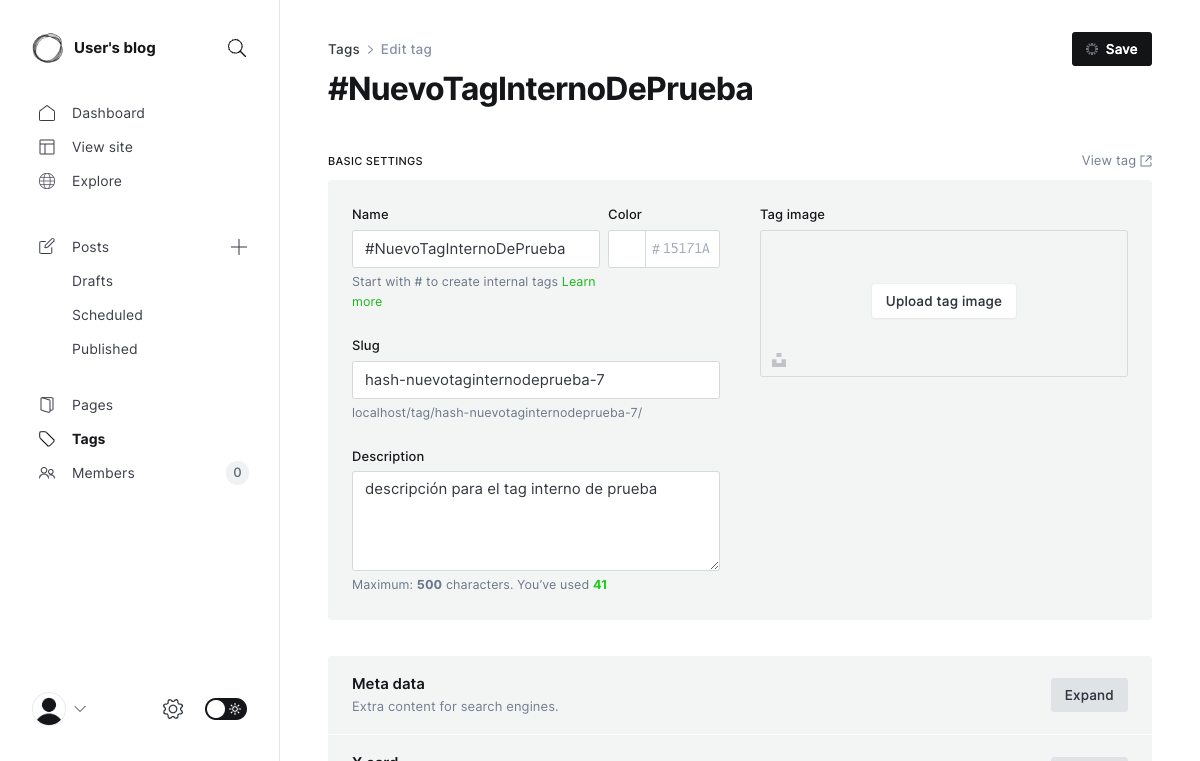 User's blog
Dashboard
View site
Explore
Posts
Drafts
Scheduled
Published
Pages
Tags
Members 0
Tags > Edit tag
Save
#NuevoTagInternoDePrueba
BASIC SETTINGS
View tag
Name
#NuevoTagInternoDePrueba
Start with # to create internal tags Learn
more
Color
# 15171A
Slug
hash-nuevotaginternodeprueba-7
localhost/tag/hash-nuevotaginternodeprueba-7/
Description
descripción para el tag interno de prueba
Maximum: 500 characters. You’ve used 41
Tag image
Upload tag image
Meta data
Extra content for search engines.
Expand
X card